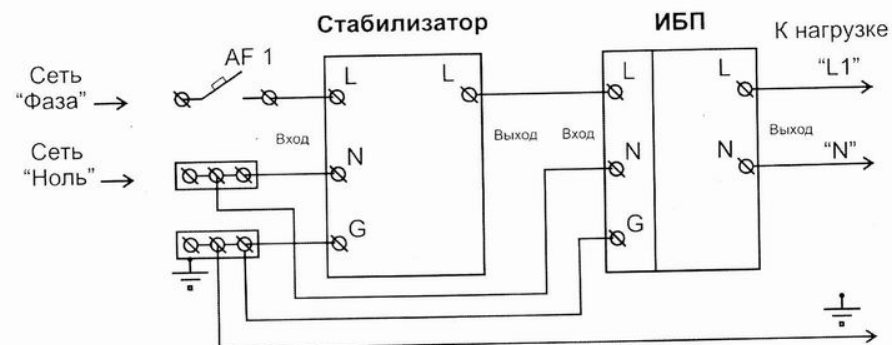 Стабилизатор
ИБП
К нагрузке
AF 1
Сеть
“Фаза”
L
L
L
L
“L1”
Вход
Выход
Вход
Выход
Сеть
“Ноль”
N
N
N
“N”
G
G